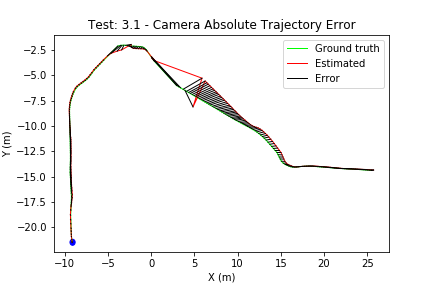 Test: 3.1 - Camera Absolute Trajectory Error
Ground truth
Estimated
Error
−2.5
−5.0
−7.5
−10.0
−12.5
−15.0
−17.5
−20.0
Y (m)
−10 −5 0 5 10 15 20 25
X (m)